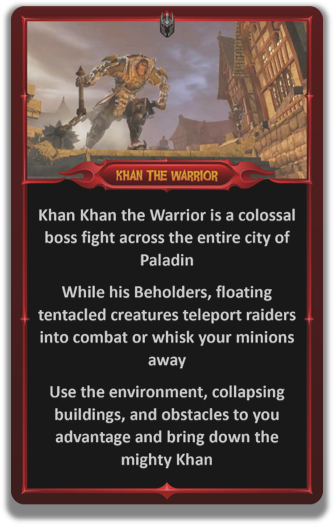 KHAN THE WARRIOR
Khan Khan the Warrior is a colossal
boss fight across the entire city of
Paladin
While his Beholders, floating
tentacled creatures teleport raiders
into combat or whisk your minions
away
Use the environment, collapsing
buildings, and obstacles to you
advantage and bring down the
mighty Khan